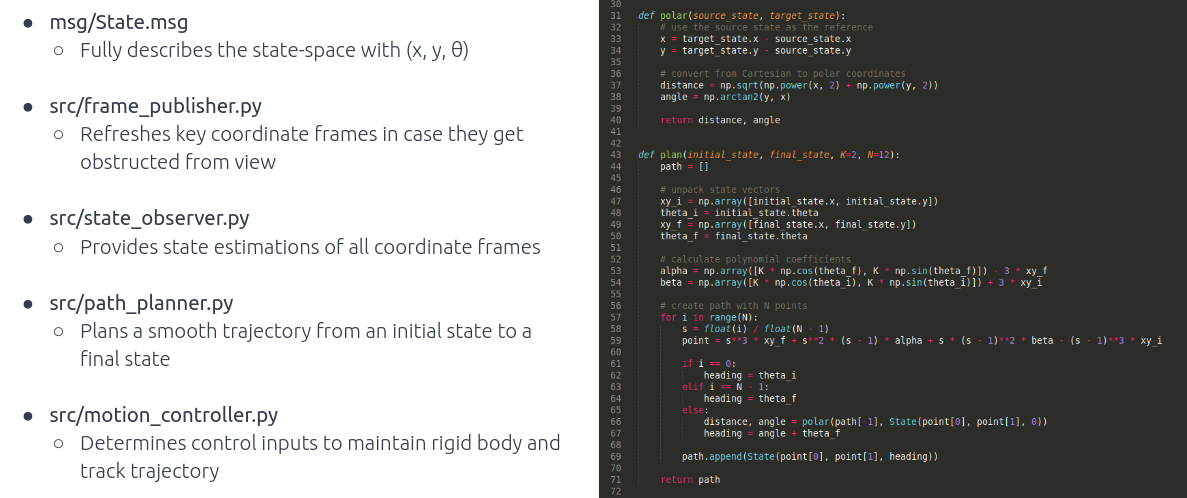 ● msg/State.msg
○ Fully describes the state-space with (x, y, θ)
● src/frame_publisher.py
○ Refreshes key coordinate frames in case they get
obstructed from view
● src/state_observer.py
○ Provides state estimations of all coordinate frames
● src/path_planner.py
○ Plans a smooth trajectory from an initial state to a
final state
● src/motion_controller.py
○ Determines control inputs to maintain rigid body and
track trajectory
30
31 def polar(source_state, target_state):
32     # use the source state as the reference
33     x = target_state.x - source_state.x
34     y = target_state.y - source_state.y
35
36     # convert from Cartesian to polar coordinates
37     distance = np.sqrt(np.power(x, 2) + np.power(y, 2))
38     angle = np.arctan2(y, x)
39
40     return distance, angle
41
42
43 def plan(initial_state, final_state, K=2, N=12):
44     path = []
45
46     # unpack state vectors
47     xy_i = np.array([initial_state.x, initial_state.y])
48     theta_i = initial_state.theta
49     xy_f = np.array([final_state.x, final_state.y])
50     theta_f = final_state.theta
51
52     # calculate polynomial coefficients
53     alpha = np.array([K * np.cos(theta_f), K * np.sin(theta_f)]) - 3 * xy_f
54     beta = np.array([K * np.cos(theta_i), K * np.sin(theta_i)]) + 3 * xy_i
55
56     # create path with N points
57     for i in range(N):
58         s = float(i) / float(N - 1)
59         point = s**3 * xy_f + s**2 * (s - 1) * alpha + s * (s - 1)**2 * beta - (s - 1)**3 * xy_i
60
61         if i == 0:
62             heading = theta_i
63         elif i == N - 1:
64             heading = theta_f
65         else:
66             distance, angle = polar(path[-1], State(point[0], point[1], 0))
67             heading = angle + theta_f
68
69         path.append(State(point[0], point[1], heading))
70
71     return path
72